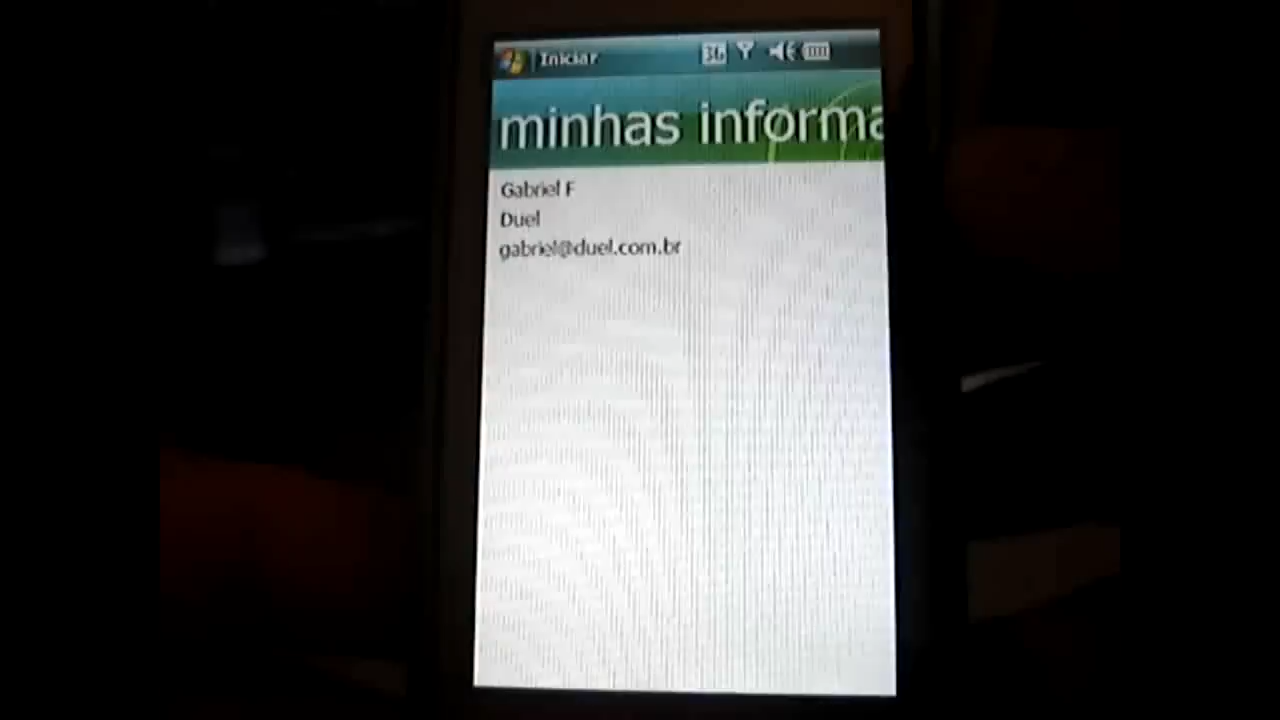 Iniciar
3G
minhas informa
Gabriel F
Duel
gabriel@duel.com.br